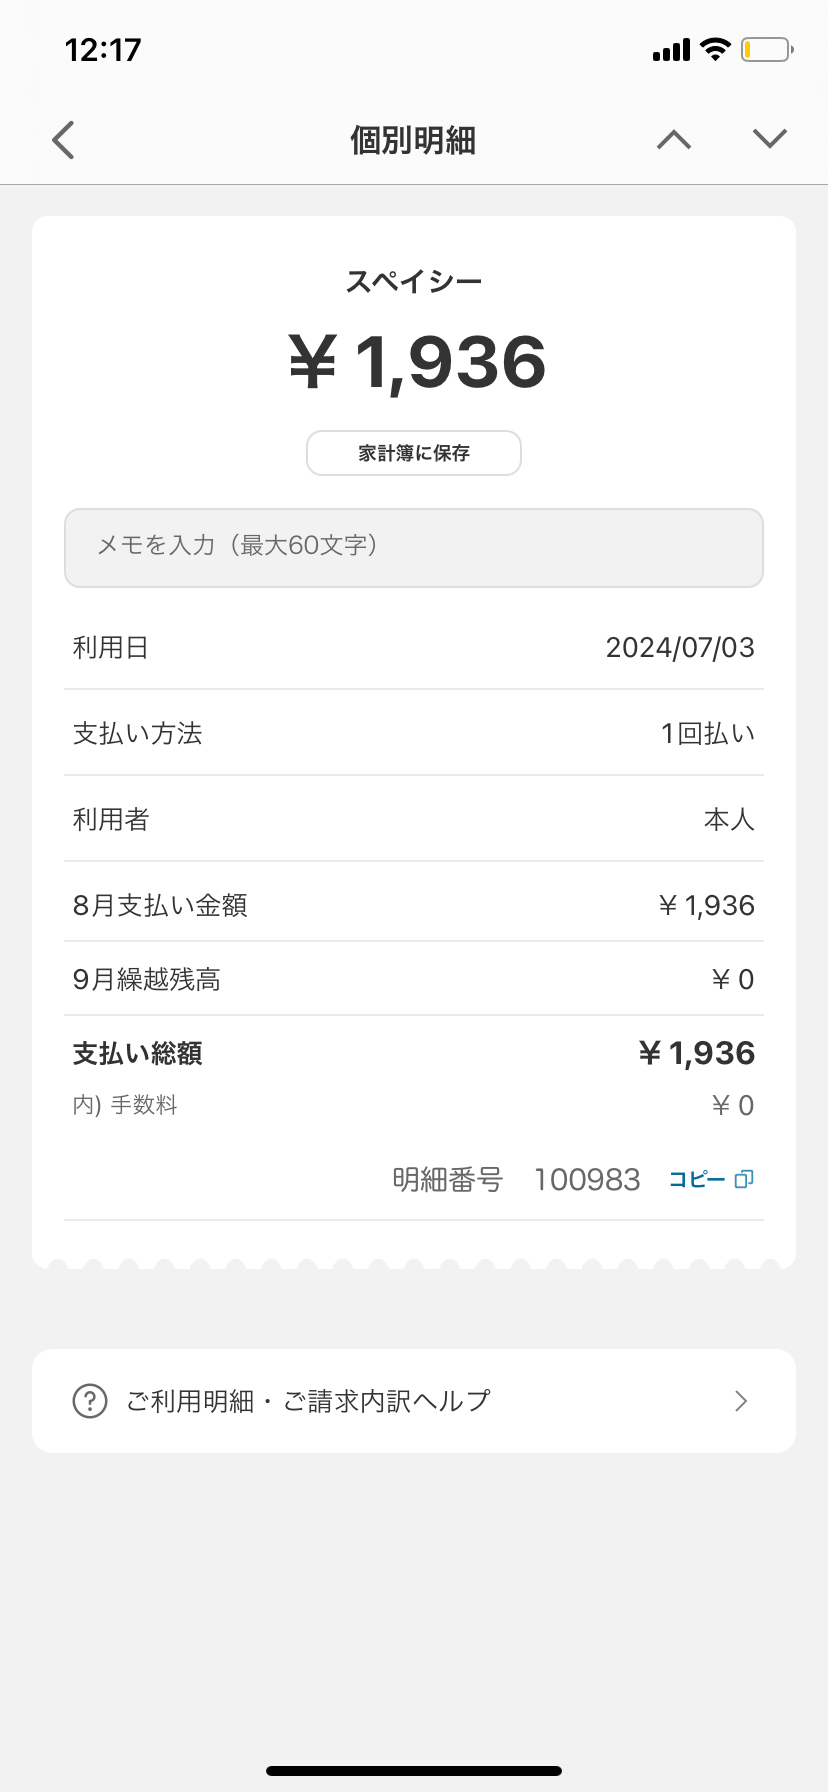 12:17
個別明細
スペイシー
￥1,936
家計簿に保存
メモを入力（最大60文字）
利用日 2024/07/03
支払い方法 1回払い
利用者 本人
8月支払い金額 ￥1,936
9月繰越残高 ￥0
支払い総額 ￥1,936
内) 手数料 ￥0
明細番号 100983 コピー
ご利用明細・ご請求内訳ヘルプ